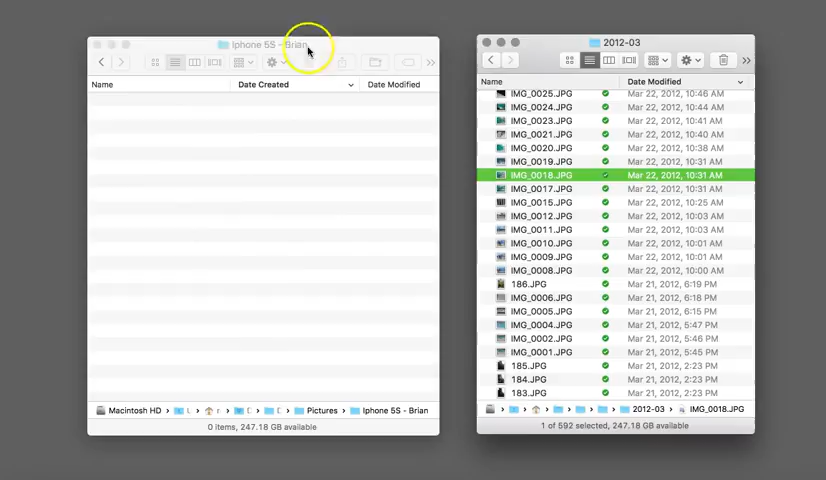 Iphone 5S - Brian
Name
Date Created
Date Modified
Macintosh HD
Pictures
Iphone 5S - Brian
0 items, 247.18 GB available
2012-03
Name
Date Modified
IMG_0025.JPG Mar 22, 2012, 10:46 AM
IMG_0024.JPG Mar 22, 2012, 10:44 AM
IMG_0023.JPG Mar 22, 2012, 10:41 AM
IMG_0021.JPG Mar 22, 2012, 10:40 AM
IMG_0020.JPG Mar 22, 2012, 10:38 AM
IMG_0019.JPG Mar 22, 2012, 10:31 AM
IMG_0018.JPG Mar 22, 2012, 10:31 AM
IMG_0017.JPG Mar 22, 2012, 10:31 AM
IMG_0015.JPG Mar 22, 2012, 10:25 AM
IMG_0012.JPG Mar 22, 2012, 10:03 AM
IMG_0011.JPG Mar 22, 2012, 10:03 AM
IMG_0010.JPG Mar 22, 2012, 10:01 AM
IMG_0009.JPG Mar 22, 2012, 10:01 AM
IMG_0008.JPG Mar 22, 2012, 10:00 AM
186.JPG Mar 21, 2012, 6:19 PM
IMG_0006.JPG Mar 21, 2012, 6:18 PM
IMG_0005.JPG Mar 21, 2012, 6:15 PM
IMG_0004.JPG Mar 21, 2012, 5:47 PM
IMG_0002.JPG Mar 21, 2012, 5:46 PM
IMG_0001.JPG Mar 21, 2012, 5:45 PM
185.JPG Mar 21, 2012, 2:23 PM
184.JPG Mar 21, 2012, 2:23 PM
183.JPG Mar 21, 2012, 2:23 PM
2012-03
IMG_0018.JPG
1 of 592 selected, 247.18 GB available